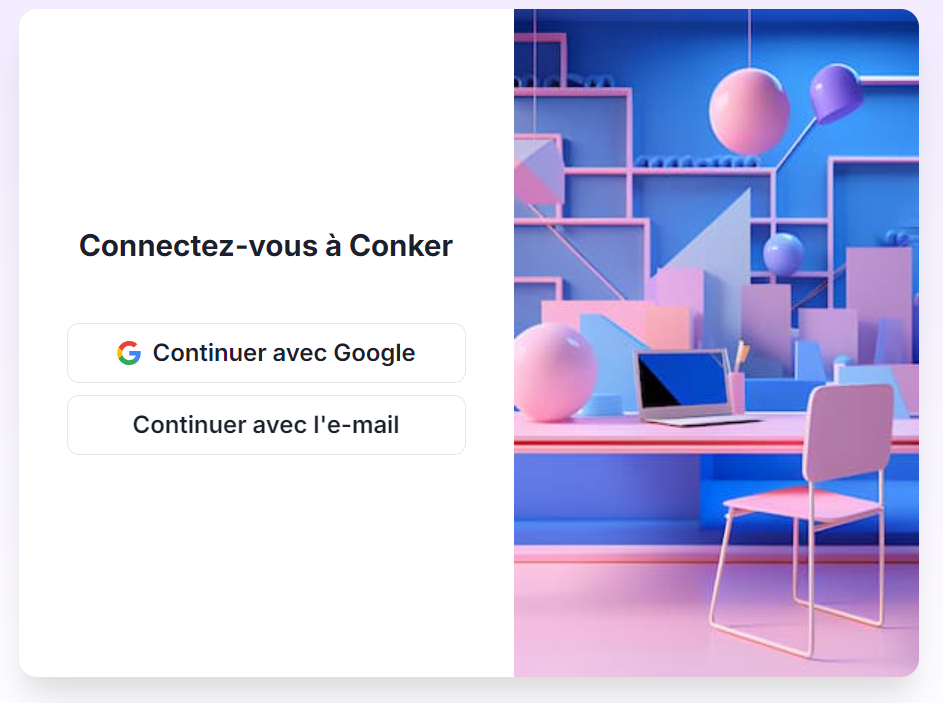 Connectez-vous à Conker
Continuer avec Google
Continuer avec l'e-mail